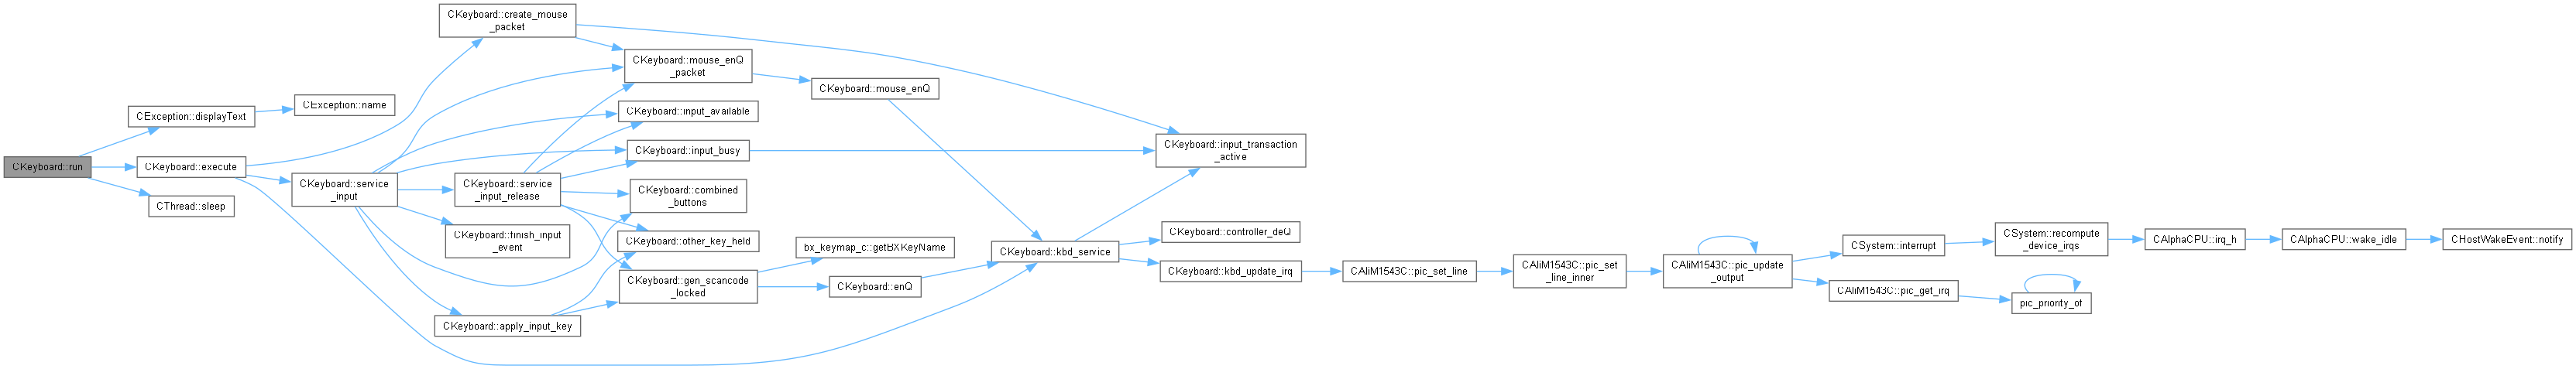 CKeyboard::run
CException::displayText
CException::name
CKeyboard::execute
CThread::sleep
CKeyboard::create_mouse
_packet
CKeyboard::service
_input
CKeyboard::service
_input_release
CKeyboard::finish_input
_event
CKeyboard::apply_input_key
CKeyboard::mouse_enQ
_packet
CKeyboard::input_available
CKeyboard::input_busy
CKeyboard::combined
_buttons
CKeyboard::other_key_held
CKeyboard::gen_scancode
_locked
CKeyboard::mouse_enQ
bx_keymap_c::getBXKeyName
CKeyboard::enQ
CKeyboard::kbd_service
CKeyboard::input_transaction
_active
CKeyboard::controller_deQ
CKeyboard::kbd_update_irq
CAliM1543C::pic_set_line
CAliM1543C::pic_set
_line_inner
CAliM1543C::pic_update
_output
CSystem::interrupt
CAliM1543C::pic_get_irq
CSystem::recompute
_device_irqs
pic_priority_of
CAlphaCPU::irq_h
CAlphaCPU::wake_idle
CHostWakeEvent::notify